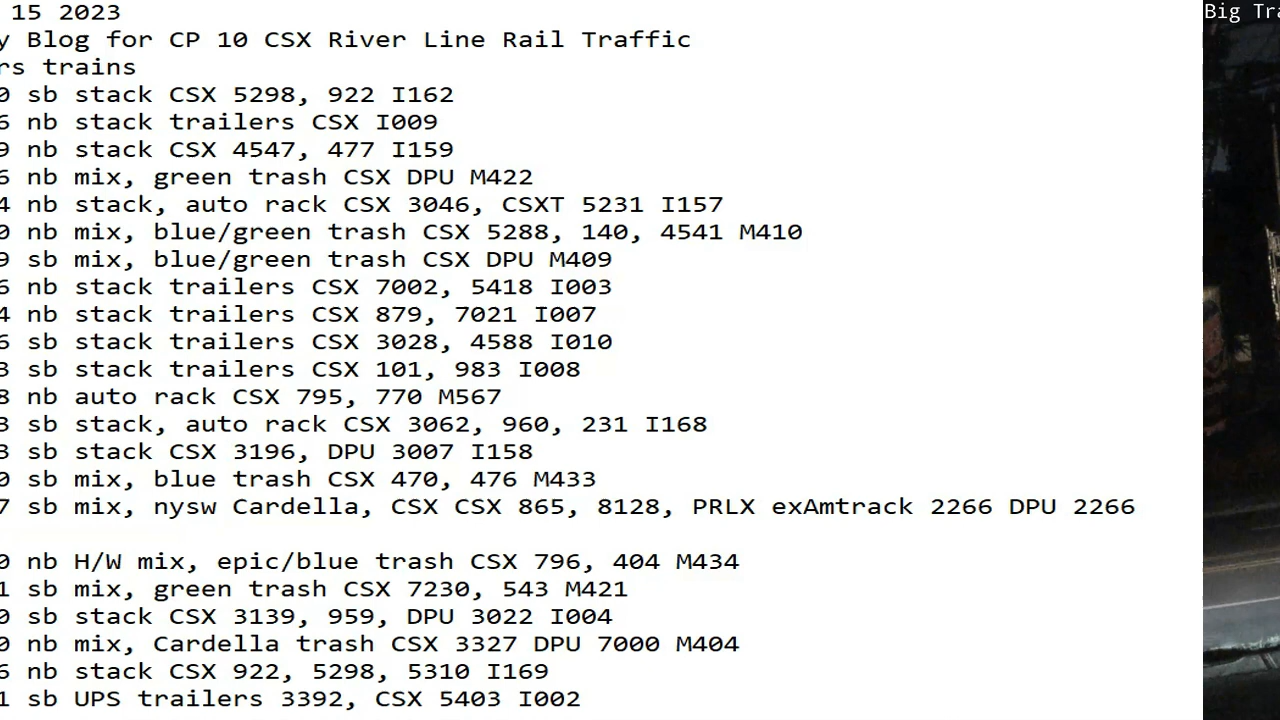 15 2023
y Blog for CP 10 CSX River Line Rail Traffic
rs trains
0 sb stack CSX 5298, 922 I162
6 nb stack trailers CSX I009
9 nb stack CSX 4547, 477 I159
6 nb mix, green trash CSX DPU M422
4 nb stack, auto rack CSX 3046, CSXT 5231 I157
0 nb mix, blue/green trash CSX 5288, 140, 4541 M410
9 sb mix, blue/green trash CSX DPU M409
6 nb stack trailers CSX 7002, 5418 I003
4 nb stack trailers CSX 879, 7021 I007
6 sb stack trailers CSX 3028, 4588 I010
3 sb stack trailers CSX 101, 983 I008
8 nb auto rack CSX 795, 770 M567
3 sb stack, auto rack CSX 3062, 960, 231 I168
3 sb stack CSX 3196, DPU 3007 I158
0 sb mix, blue trash CSX 470, 476 M433
7 sb mix, nysw Cardella, CSX CSX 865, 8128, PRLX exAmtrack 2266 DPU 2266
0 nb H/W mix, epic/blue trash CSX 796, 404 M434
1 sb mix, green trash CSX 7230, 543 M421
0 sb stack CSX 3139, 959, DPU 3022 I004
0 nb mix, Cardella trash CSX 3327 DPU 7000 M404
6 nb stack CSX 922, 5298, 5310 I169
1 sb UPS trailers 3392, CSX 5403 I002
Big Tra